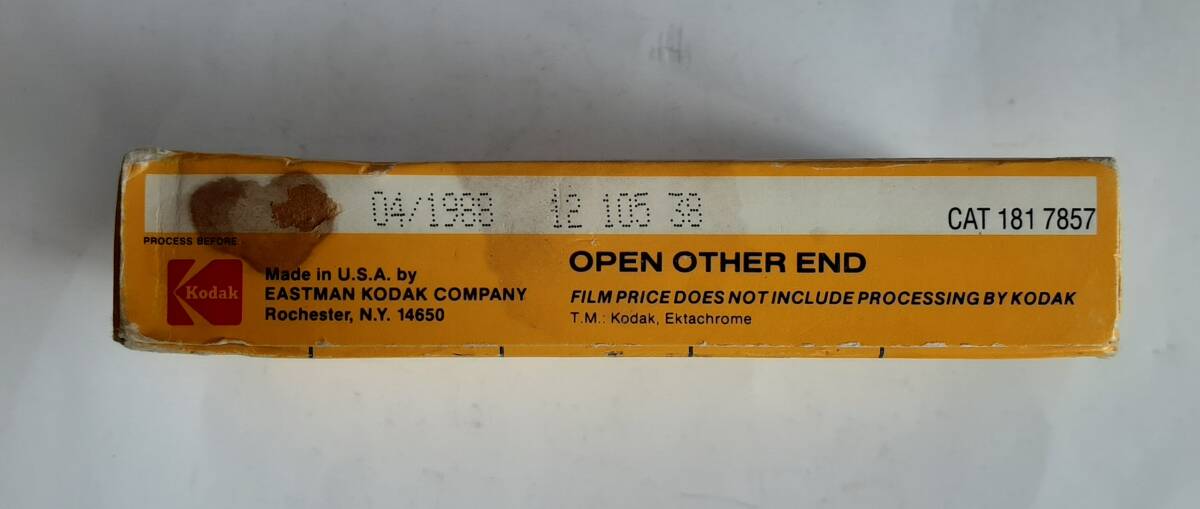 04/1988 12 106 38
CAT 181 7857
PROCESS BEFORE
Kodak
Made in U.S.A. by
EASTMAN KODAK COMPANY
Rochester, N.Y. 14650
OPEN OTHER END
FILM PRICE DOES NOT INCLUDE PROCESSING BY KODAK
T.M.: Kodak, Ektachrome